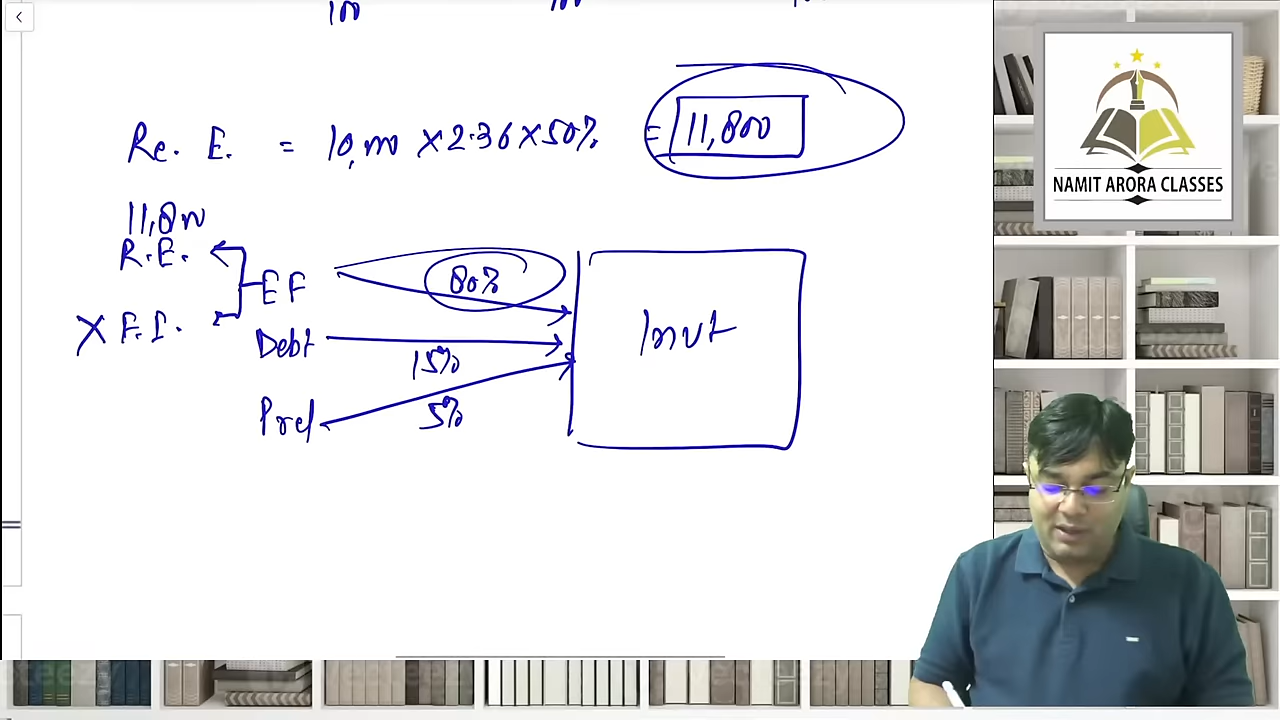 100
Re. E. = 10,000 × 2.36 × 50% = 11,800
11,800
R.E.
EF
80%
X E.I.
Debt
15%
Invt
Pref
5%
NAMIT ARORA CLASSES